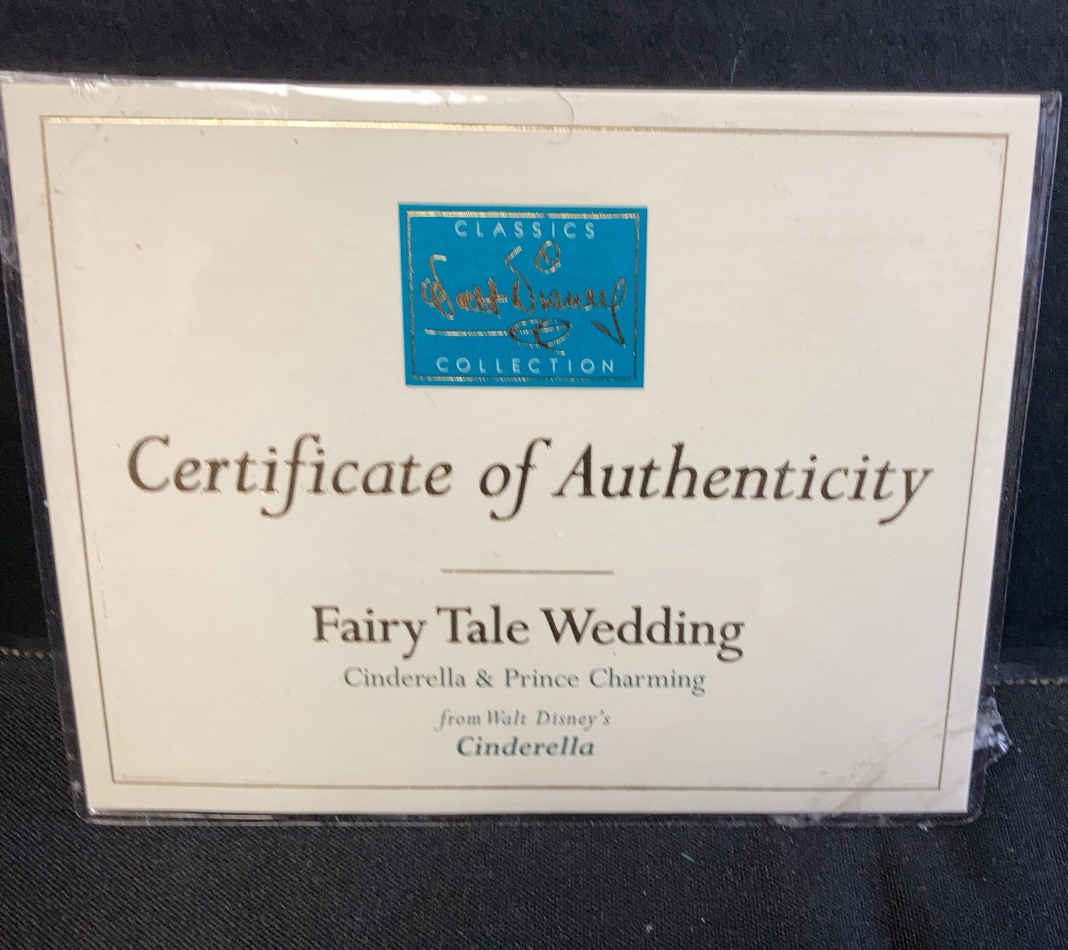 CLASSICS
Walt Disney
COLLECTION
Certificate of Authenticity
Fairy Tale Wedding
Cinderella & Prince Charming
from Walt Disney's
Cinderella